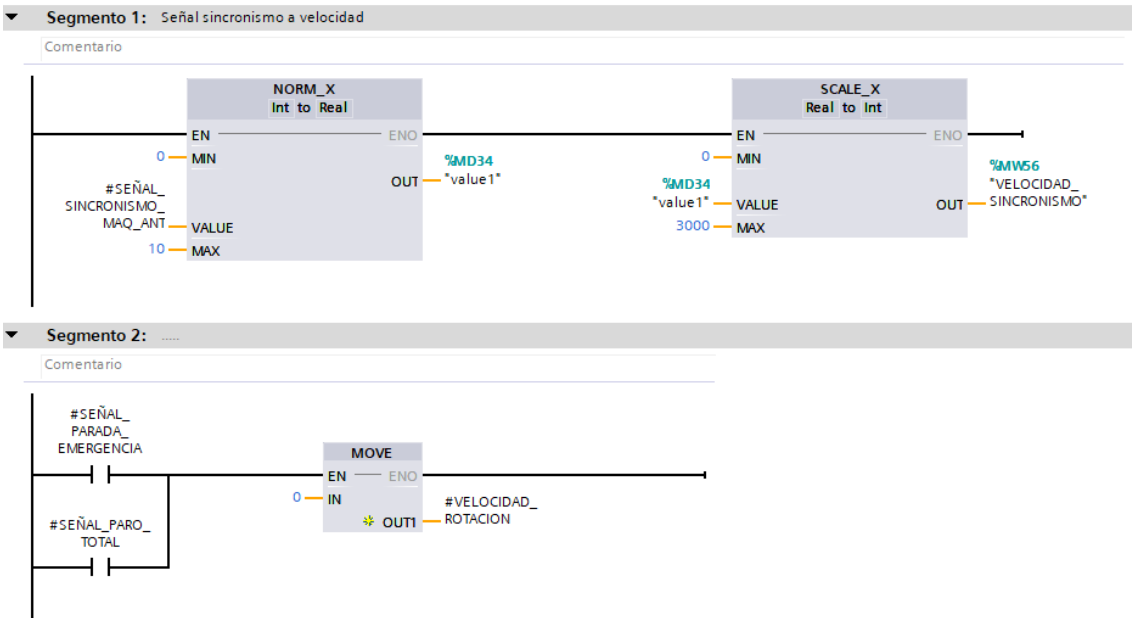 Segmento 1: Señal sincronismo a velocidad
Comentario
NORM_X
Int to Real
EN
ENO
0
MIN
%MD34
"value1"
OUT
#SEÑAL_
SINCRONISMO_
MAQ_ANT
VALUE
10
MAX
SCALE_X
Real to Int
EN
ENO
0
MIN
%MD34
"value1"
VALUE
3000
MAX
%MW56
"VELOCIDAD_
SINCRONISMO"
OUT
Segmento 2: .....
Comentario
#SEÑAL_
PARADA_
EMERGENCIA
#SEÑAL_PARO_
TOTAL
MOVE
EN
ENO
0
IN
OUT1
#VELOCIDAD_
ROTACION